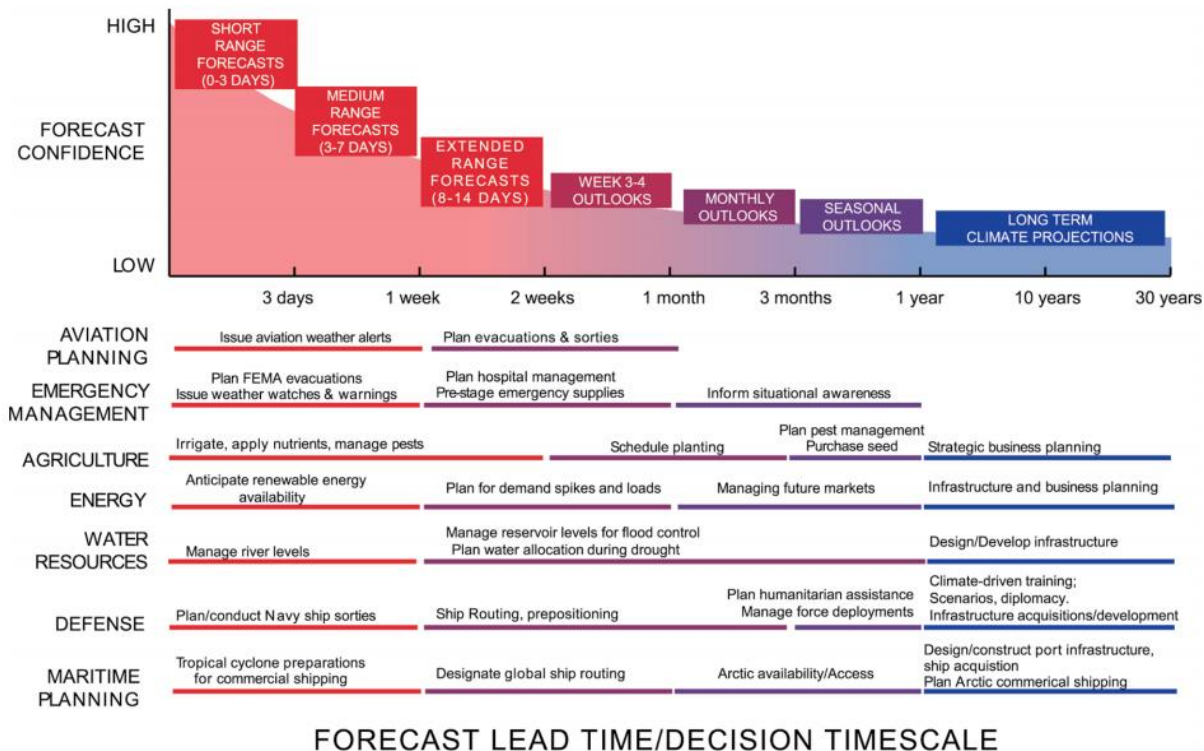 HIGH
FORECAST
CONFIDENCE
LOW
SHORT
RANGE
FORECASTS
(0-3 DAYS)
MEDIUM
RANGE
FORECASTS
(3-7 DAYS)
EXTENDED
RANGE
FORECASTS
(8-14 DAYS)
WEEK 3-4
OUTLOOKS
MONTHLY
OUTLOOKS
SEASONAL
OUTLOOKS
LONG TERM
CLIMATE PROJECTIONS
3 days 1 week 2 weeks 1 month 3 months 1 year 10 years 30 years
AVIATION
PLANNING
Issue aviation weather alerts
Plan evacuations & sorties
EMERGENCY
MANAGEMENT
Plan FEMA evacuations
Issue weather watches & warnings
Plan hospital management
Pre-stage emergency supplies
Inform situational awareness
AGRICULTURE
Irrigate, apply nutrients, manage pests
Schedule planting
Plan pest management
Purchase seed
Strategic business planning
ENERGY
Anticipate renewable energy
availability
Plan for demand spikes and loads
Managing future markets
Infrastructure and business planning
WATER
RESOURCES
Manage river levels
Manage reservoir levels for flood control
Plan water allocation during drought
Design/Develop infrastructure
DEFENSE
Plan/conduct Navy ship sorties
Ship Routing, prepositioning
Plan humanitarian assistance
Manage force deployments
Climate-driven training;
Scenarios, diplomacy.
Infrastructure acquisitions/development
MARITIME
PLANNING
Tropical cyclone preparations
for commercial shipping
Designate global ship routing
Arctic availability/Access
Design/construct port infrastructure,
ship acquistion
Plan Arctic commerical shipping
FORECAST LEAD TIME/DECISION TIMESCALE